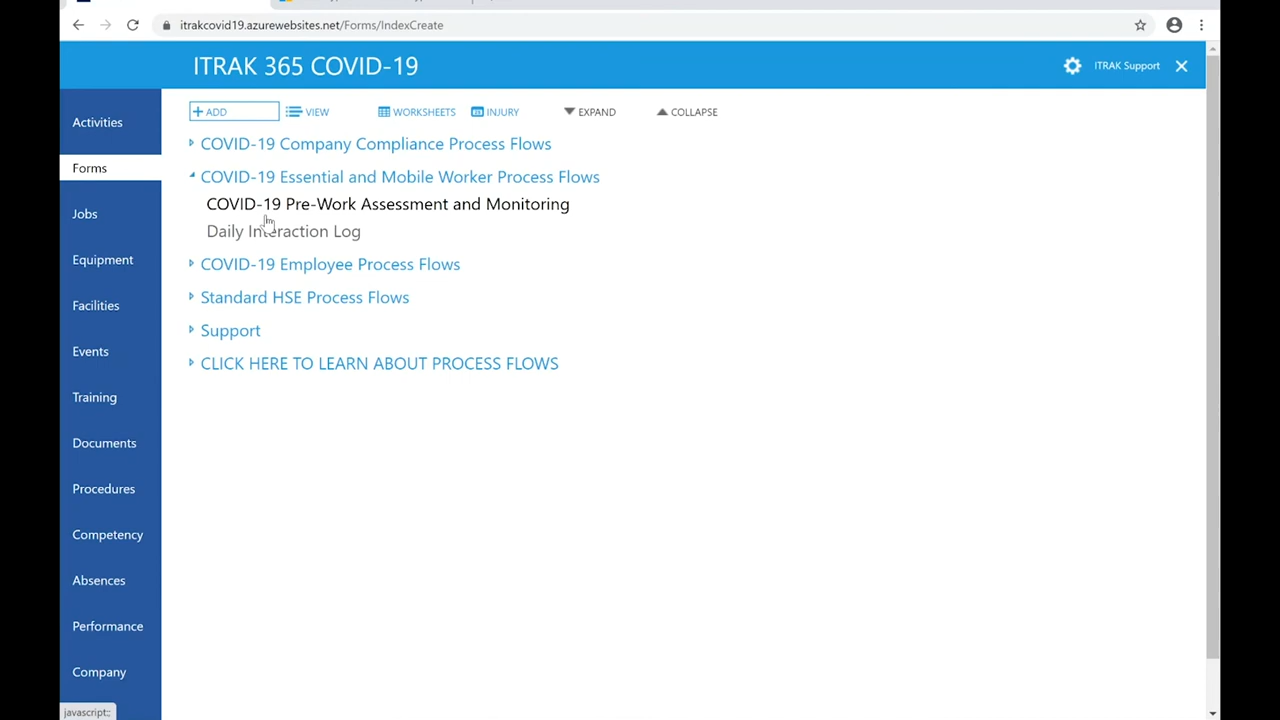 itrakcovid19.azurewebsites.net/Forms/IndexCreate
ITRAK 365 COVID-19
ITRAK Support
ADD
VIEW
WORKSHEETS
INJURY
EXPAND
COLLAPSE
Activities
Forms
Jobs
Equipment
Facilities
Events
Training
Documents
Procedures
Competency
Absences
Performance
Company
COVID-19 Company Compliance Process Flows
COVID-19 Essential and Mobile Worker Process Flows
COVID-19 Pre-Work Assessment and Monitoring
Daily Interaction Log
COVID-19 Employee Process Flows
Standard HSE Process Flows
Support
CLICK HERE TO LEARN ABOUT PROCESS FLOWS
javascript:;